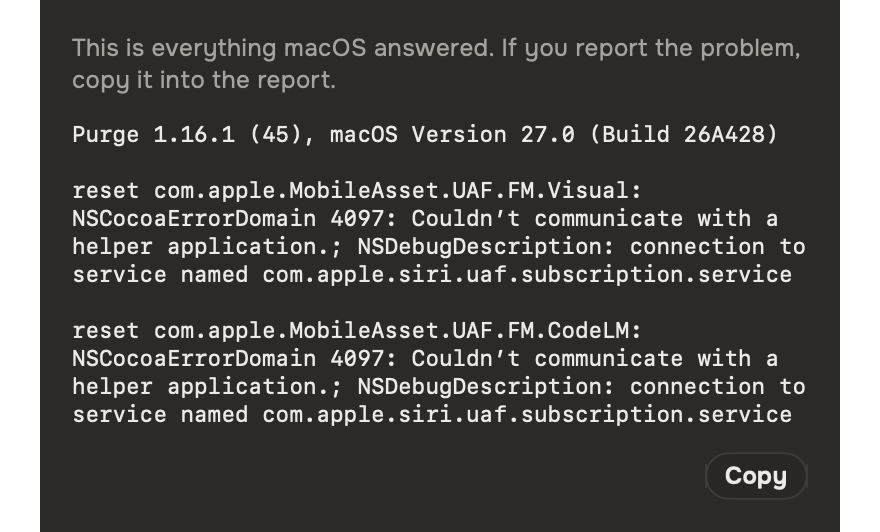 This is everything macOS answered. If you report the problem,
copy it into the report.
Purge 1.16.1 (45), macOS Version 27.0 (Build 26A428)
reset com.apple.MobileAsset.UAF.FM.Visual:
NSCocoaErrorDomain 4097: Couldn’t communicate with a
helper application.; NSDebugDescription: connection to
service named com.apple.siri.uaf.subscription.service
reset com.apple.MobileAsset.UAF.FM.CodeLM:
NSCocoaErrorDomain 4097: Couldn’t communicate with a
helper application.; NSDebugDescription: connection to
service named com.apple.siri.uaf.subscription.service
Copy